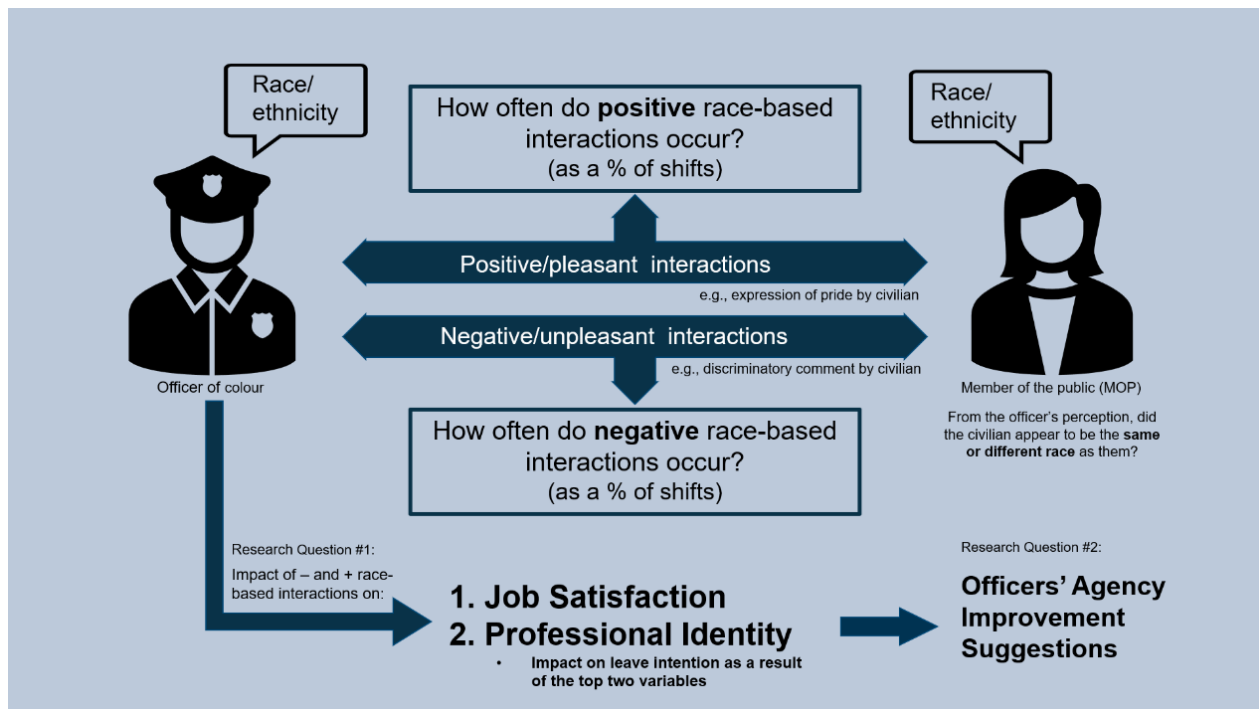 Race/
ethnicity
How often do positive race-based
interactions occur?
(as a % of shifts)
Race/
ethnicity
Positive/pleasant interactions
e.g., expression of pride by civilian
Negative/unpleasant interactions
e.g., discriminatory comment by civilian
Officer of colour
Member of the public (MOP)
From the officer's perception, did
the civilian appear to be the same
or different race as them?
How often do negative race-based
interactions occur?
(as a % of shifts)
Research Question #1:
Impact of – and + race-
based interactions on:
1. Job Satisfaction
2. Professional Identity
• Impact on leave intention as a result
of the top two variables
Research Question #2:
Officers' Agency
Improvement
Suggestions